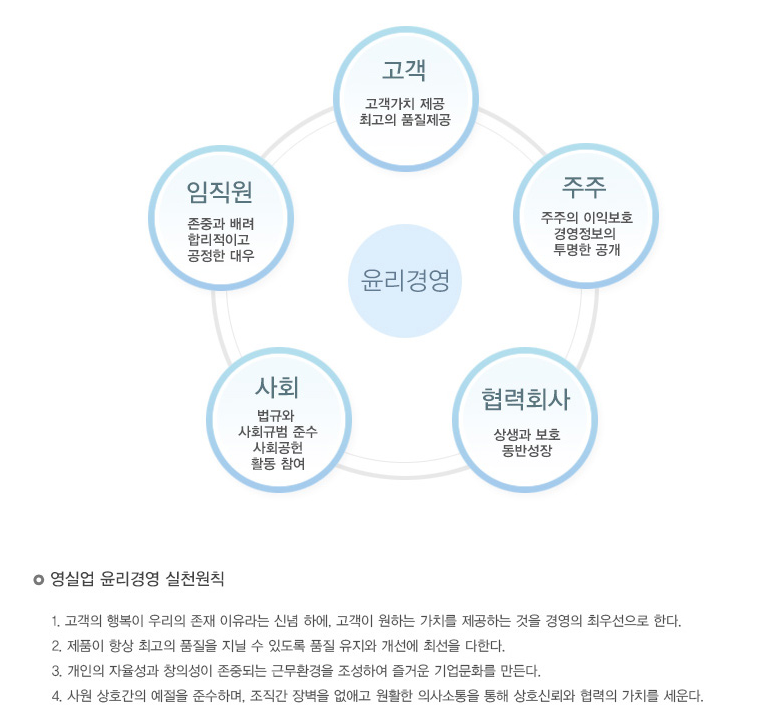 고객
고객가치 제공
최고의 품질제공
임직원
존중과 배려
합리적이고
공정한 대우
주주
주주의 이익보호
경영정보의
투명한 공개
윤리경영
사회
법규와
사회규범 준수
사회공헌
활동 참여
협력회사
상생과 보호
동반성장
영실업 윤리경영 실천원칙
1. 고객의 행복이 우리의 존재 이유라는 신념 하에, 고객이 원하는 가치를 제공하는 것을 경영의 최우선으로 한다.
2. 제품이 항상 최고의 품질을 지닐 수 있도록 품질 유지와 개선에 최선을 다한다.
3. 개인의 자율성과 창의성이 존중되는 근무환경을 조성하여 즐거운 기업문화를 만든다.
4. 사원 상호간의 예절을 준수하며, 조직간 장벽을 없애고 원활한 의사소통을 통해 상호신뢰와 협력의 가치를 세운다.